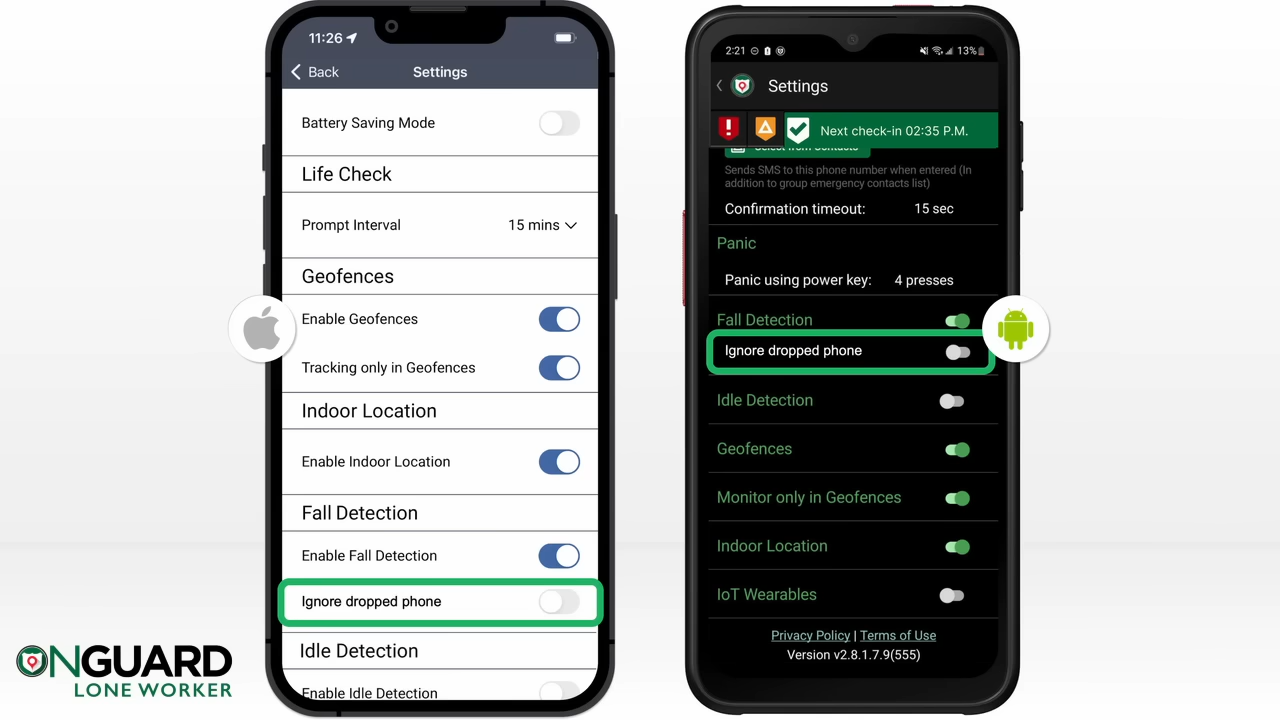 11:26
Back
Settings
Battery Saving Mode
Life Check
Prompt Interval
15 mins
Geofences
Enable Geofences
Tracking only in Geofences
Indoor Location
Enable Indoor Location
Fall Detection
Enable Fall Detection
Ignore dropped phone
Idle Detection
Enable Idle Detection
2:21
13%
Settings
Next check-in 02:35 P.M.
Select from Contacts
Sends SMS to this phone number when entered (In
addition to group emergency contacts list)
Confirmation timeout: 15 sec
Panic
Panic using power key: 4 presses
Fall Detection
Ignore dropped phone
Idle Detection
Geofences
Monitor only in Geofences
Indoor Location
IoT Wearables
Privacy Policy | Terms of Use
Version v2.8.1.7.9(555)
ONGUARD
LONE WORKER